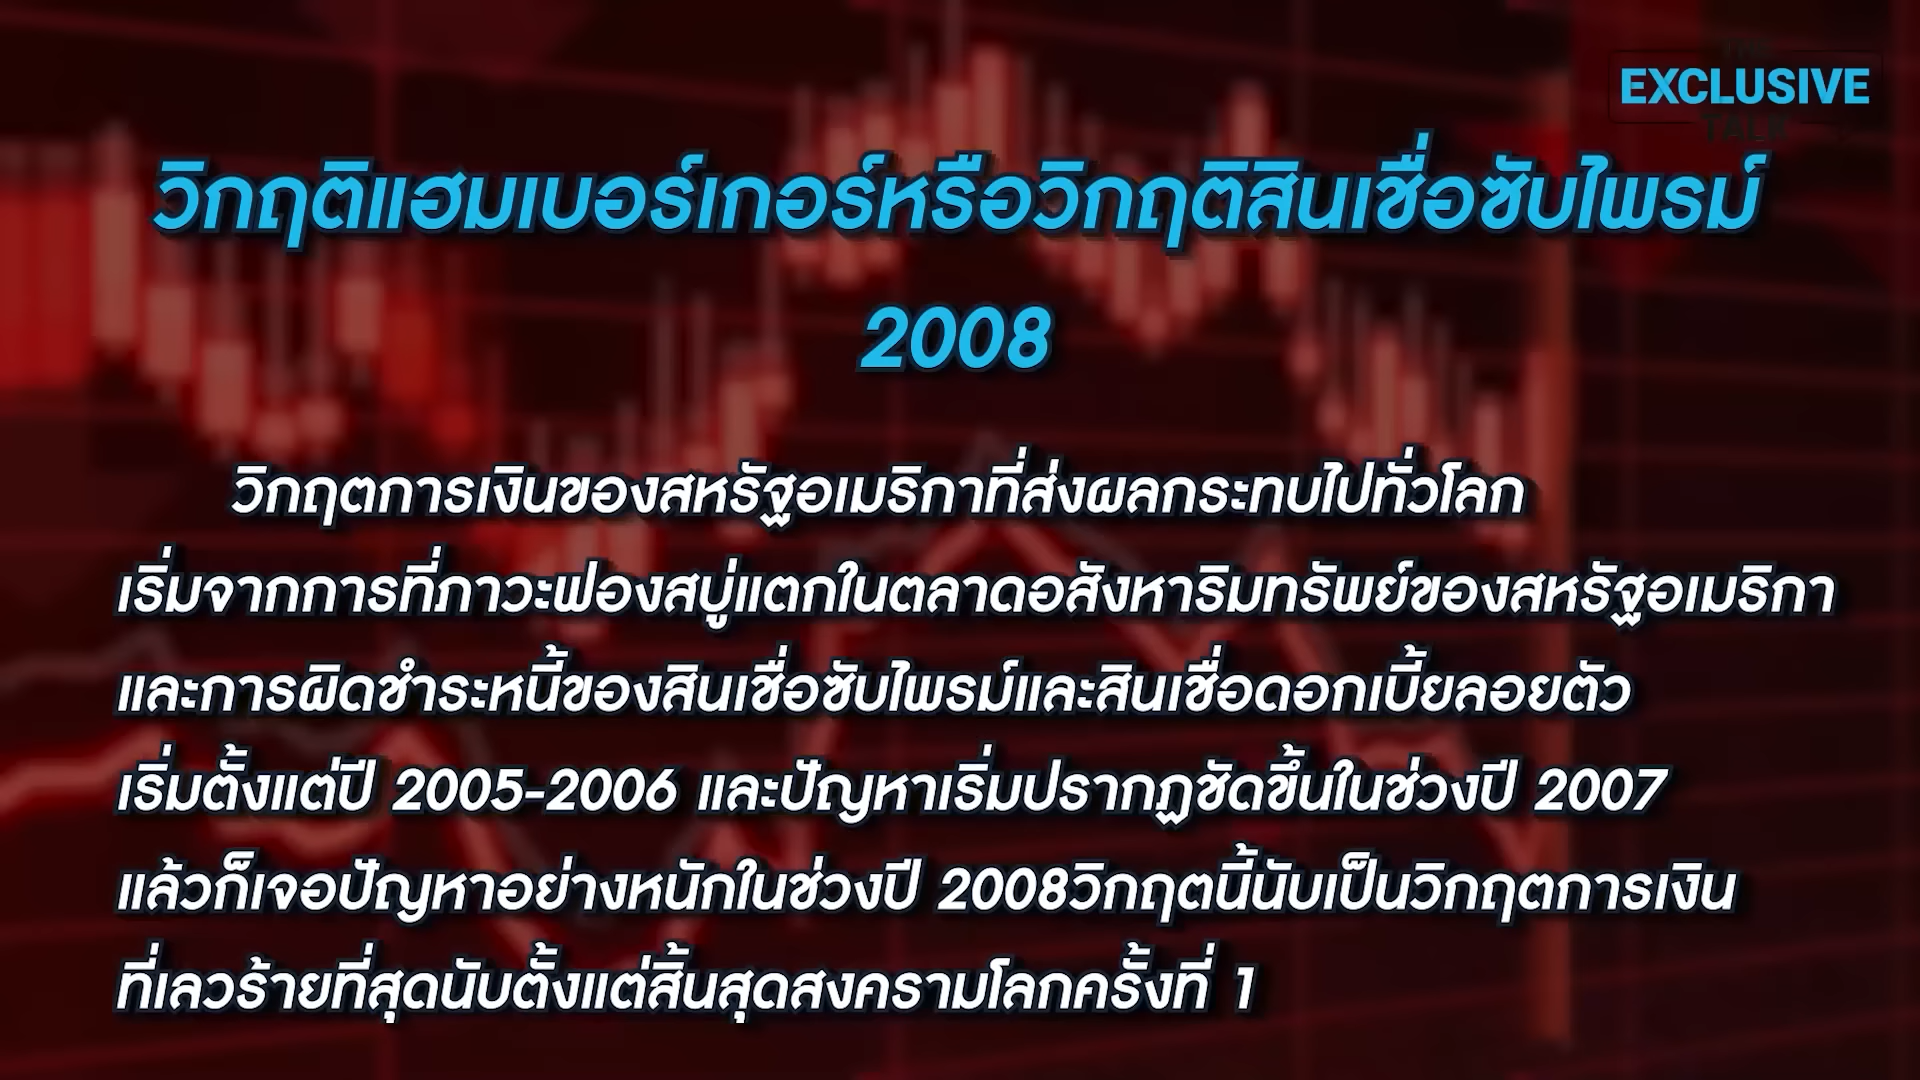 EXCLUSIVE
TALK
วิกฤติแฮมเบอร์เกอร์หรือวิกฤติสินเชื่อซับไพรม์
2008
วิกฤตการเงินของสหรัฐอเมริกาที่ส่งผลกระทบไปทั่วโลก
เริ่มจากการที่ภาวะฟองสบู่แตกในตลาดอสังหาริมทรัพย์ของสหรัฐอเมริกา
และการผิดชำระหนี้ของสินเชื่อซับไพรม์และสินเชื่อดอกเบี้ยลอยตัว
เริ่มตั้งแต่ปี 2005-2006 และปัญหาเริ่มปรากฏชัดขึ้นในช่วงปี 2007
แล้วก็เจอปัญหาอย่างหนักในช่วงปี 2008วิกฤตนี้นับเป็นวิกฤตการเงิน
ที่เลวร้ายที่สุดนับตั้งแต่สิ้นสุดสงครามโลกครั้งที่ 1